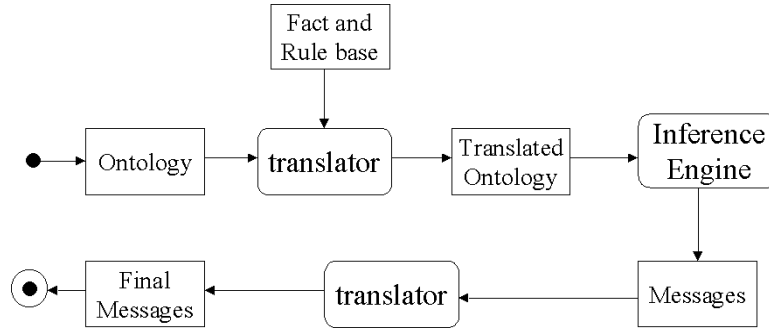 Fact and
Rule base
Ontology
translator
Translated
Ontology
Inference
Engine
Final
Messages
translator
Messages